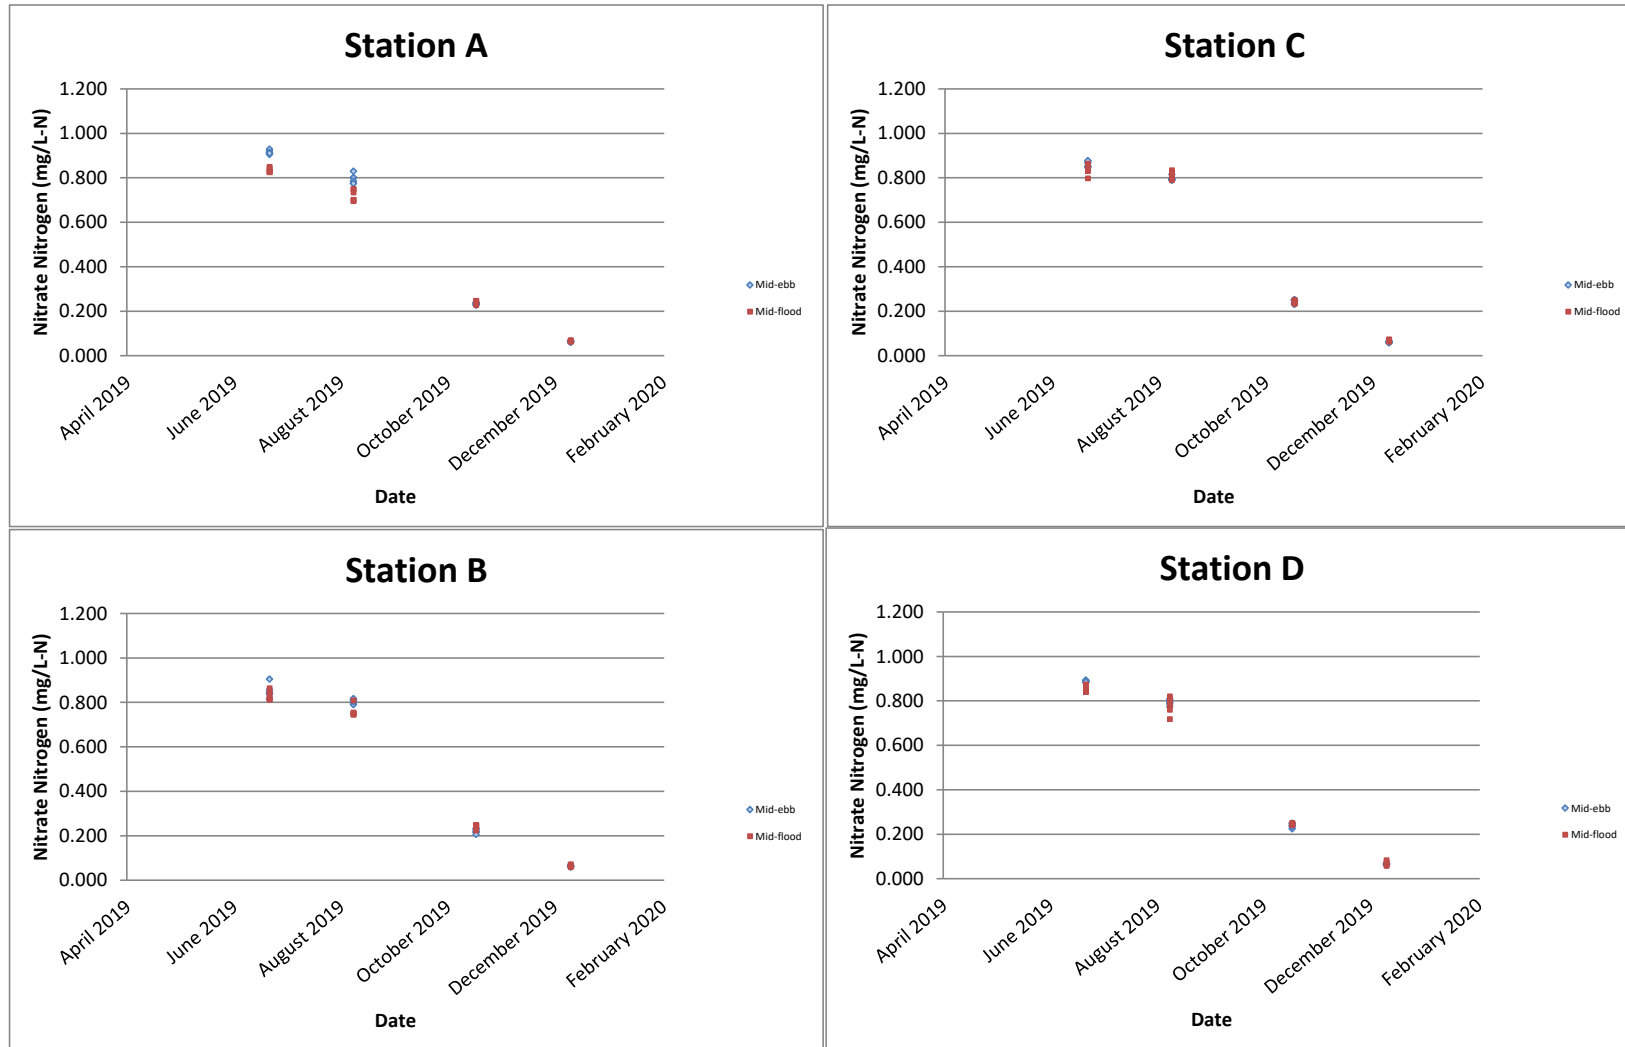 Station A
Nitrate Nitrogen (mg/L-N)
1.200
1.000
0.800
0.600
0.400
0.200
0.000
April 2019
June 2019
August 2019
October 2019
December 2019
February 2020
Date
Mid-ebb
Mid-flood
Station C
Nitrate Nitrogen (mg/L-N)
1.200
1.000
0.800
0.600
0.400
0.200
0.000
April 2019
June 2019
August 2019
October 2019
December 2019
February 2020
Date
Mid-ebb
Mid-flood
Station B
Nitrate Nitrogen (mg/L-N)
1.200
1.000
0.800
0.600
0.400
0.200
0.000
April 2019
June 2019
August 2019
October 2019
December 2019
February 2020
Date
Mid-ebb
Mid-flood
Station D
Nitrate Nitrogen (mg/L-N)
1.200
1.000
0.800
0.600
0.400
0.200
0.000
April 2019
June 2019
August 2019
October 2019
December 2019
February 2020
Date
Mid-ebb
Mid-flood